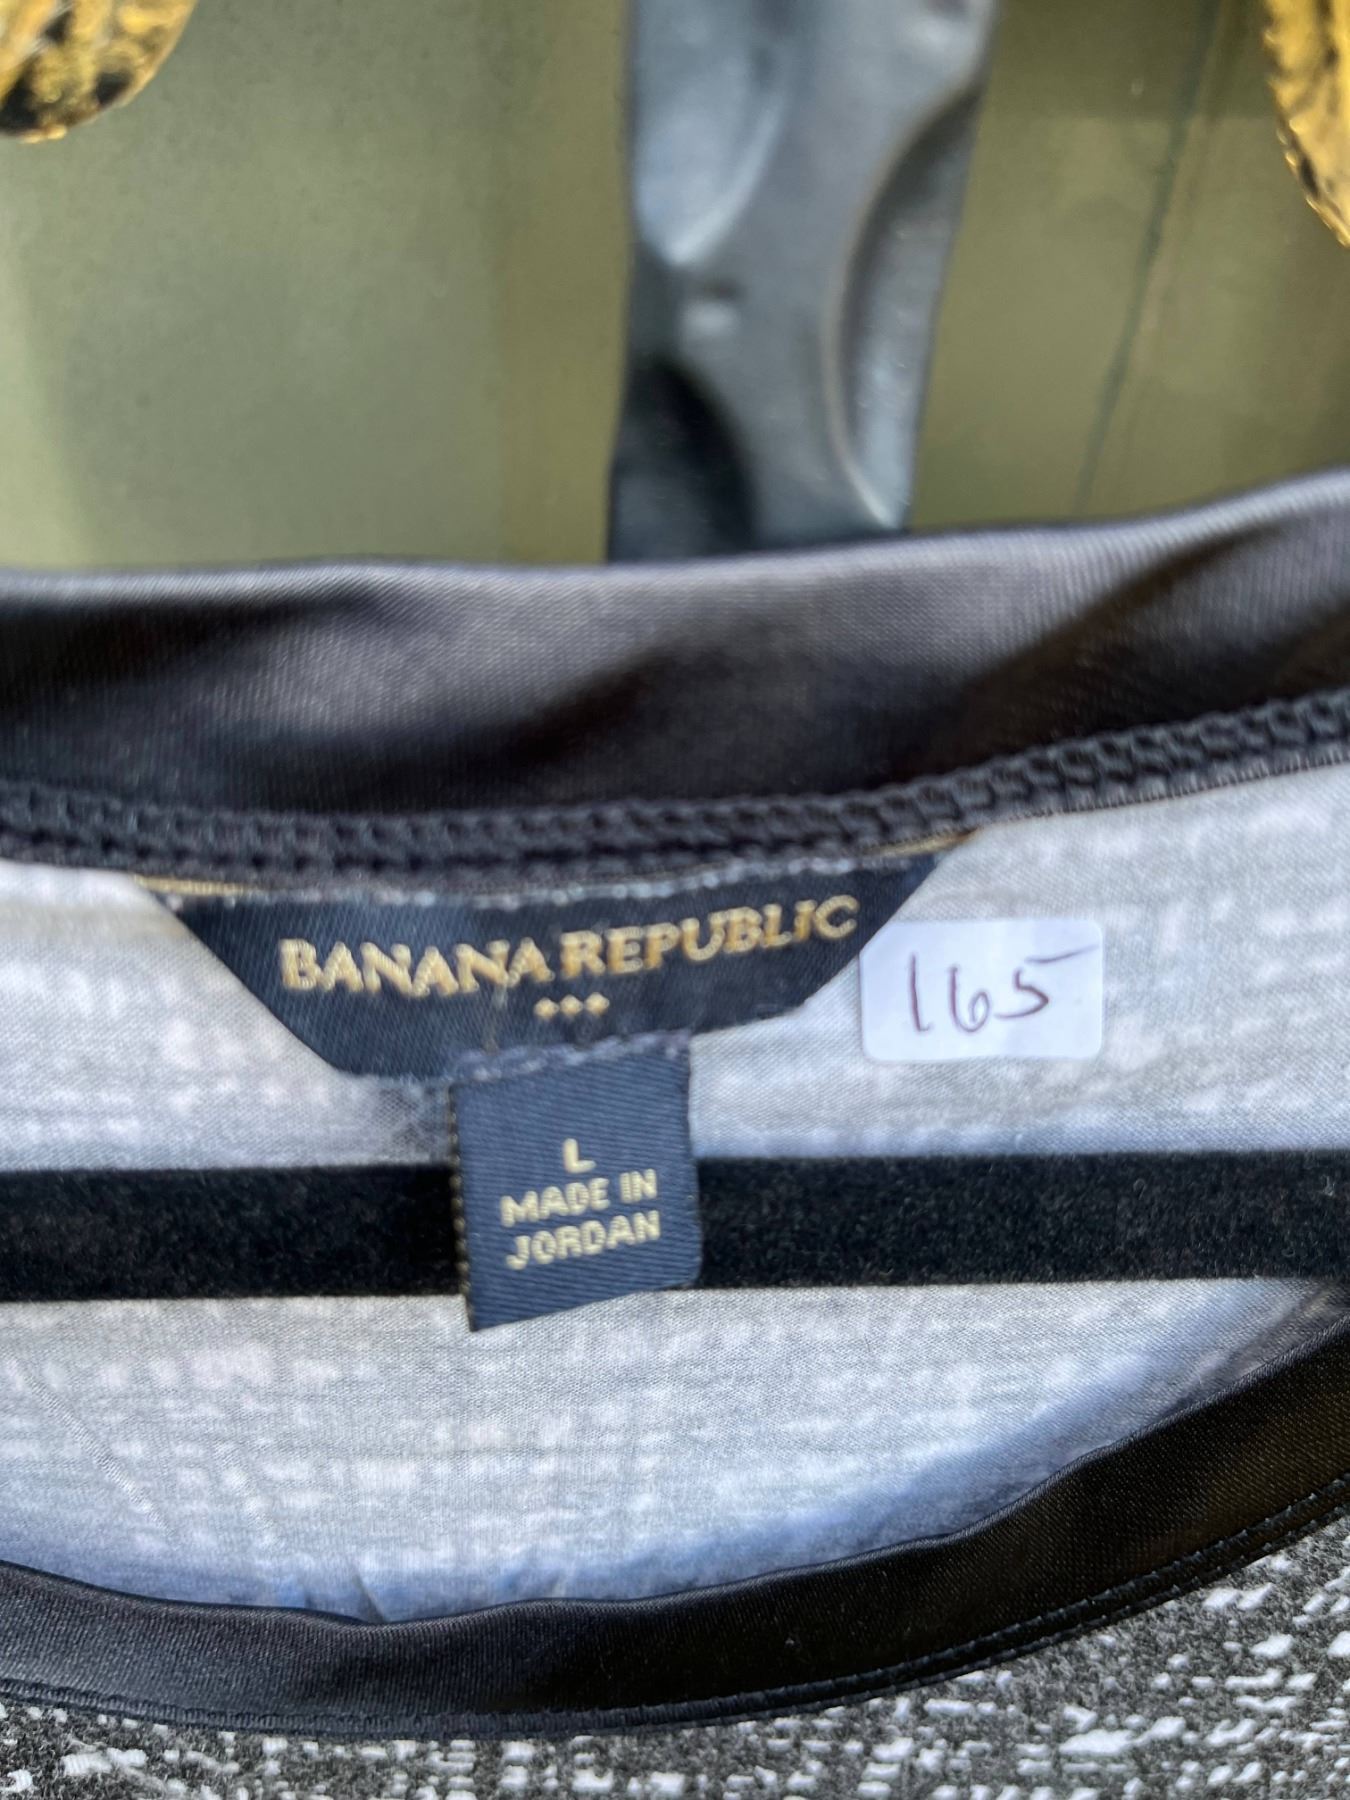 BANANA REPUBLIC
165
L
MADE IN
JORDAN